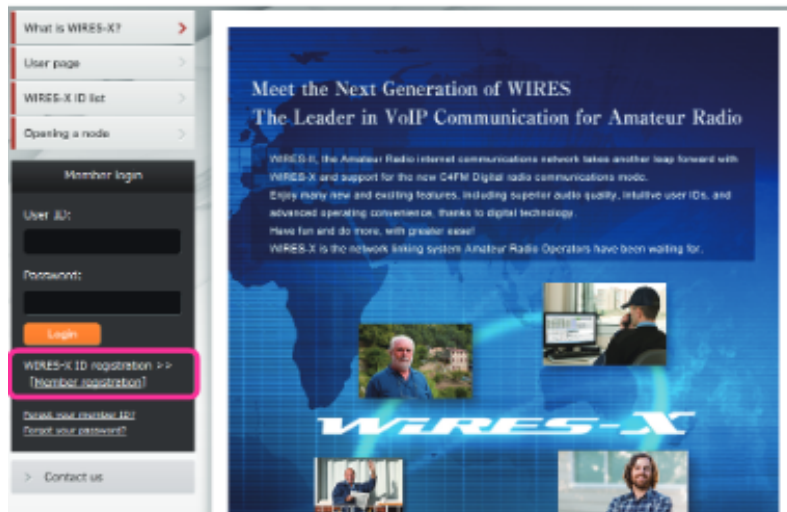 What is WIRES-X?
User page
WIRES-X ID list
Opening a node
Member login
User ID:
Password:
Login
WIRES-X ID registration >>
[Member registration]
Forgot your member ID?
Forgot your password?
> Contact us
Meet the Next Generation of WIRES
The Leader in VoIP Communication for Amateur Radio
WIRES-II, the Amateur Radio internet communications network takes another leap forward with
WIRES-X and support for the new C4FM Digital radio communications mode.
Enjoy many new and exciting features, including superior audio quality, intuitive user IDs, and
advanced operating convenience, thanks to digital technology.
Have fun and do more, with greater ease!
WIRES-X is the network linking system Amateur Radio Operators have been waiting for.
WiRES-X